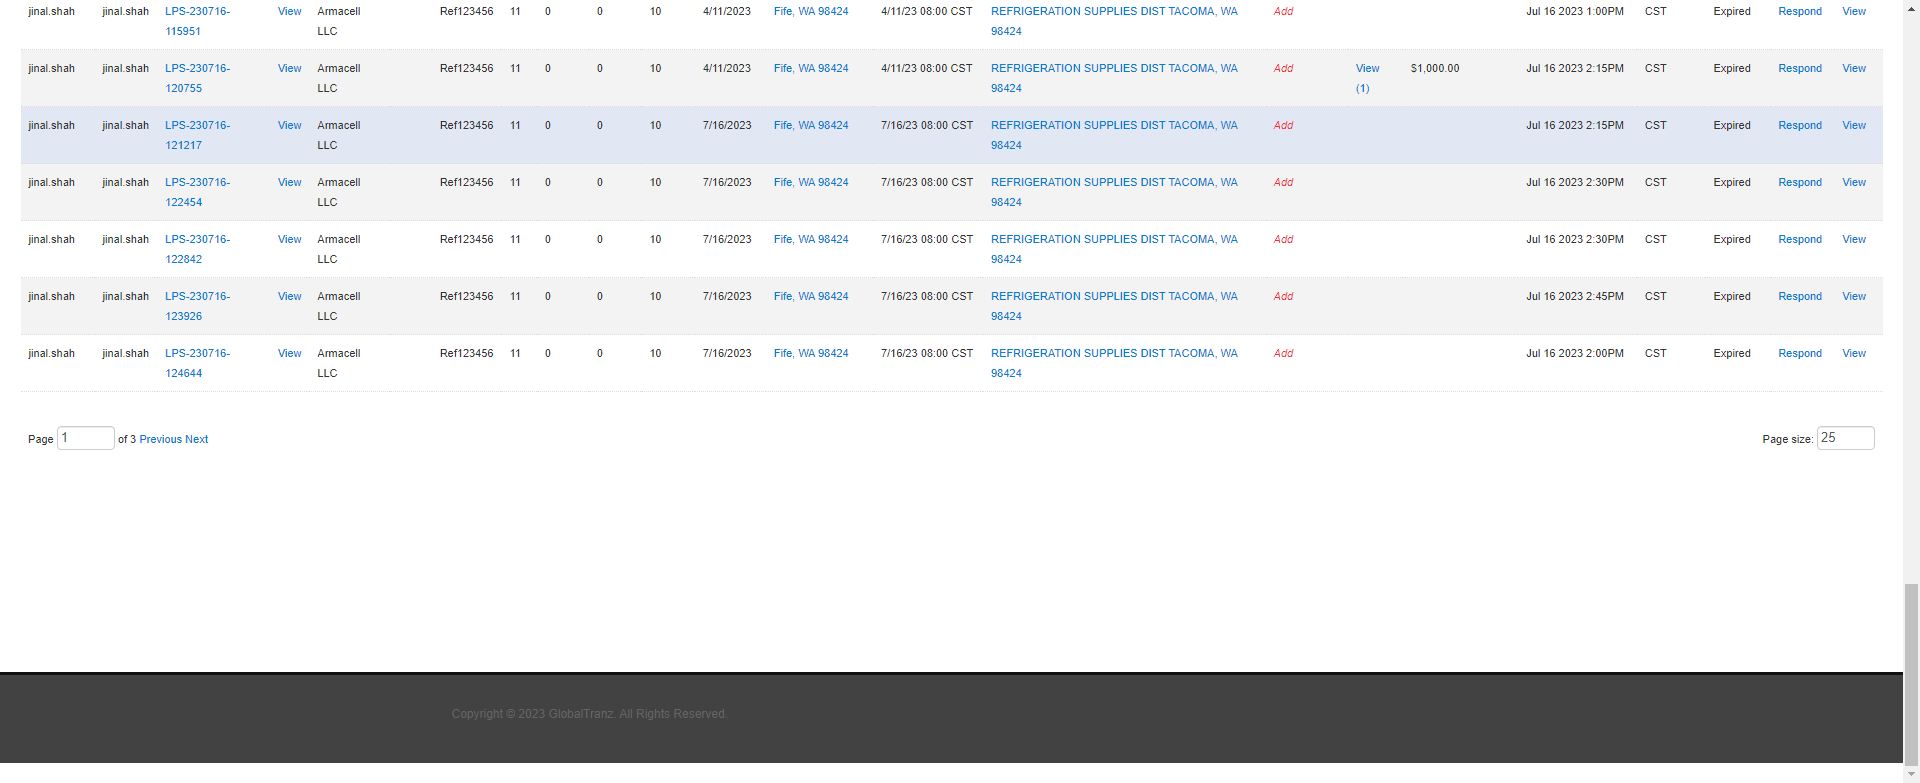 jinal.shah jinal.shah LPS-230716- View Armacell Ref123456 11 0 0 10 4/11/2023 Fife, WA 98424 4/11/23 08:00 CST REFRIGERATION SUPPLIES DIST TACOMA, WA Add Jul 16 2023 1:00PM CST Expired Respond View
115951 LLC 98424
jinal.shah jinal.shah LPS-230716- View Armacell Ref123456 11 0 0 10 4/11/2023 Fife, WA 98424 4/11/23 08:00 CST REFRIGERATION SUPPLIES DIST TACOMA, WA Add View $1,000.00 Jul 16 2023 2:15PM CST Expired Respond View
120755 LLC 98424 (1)
jinal.shah jinal.shah LPS-230716- View Armacell Ref123456 11 0 0 10 7/16/2023 Fife, WA 98424 7/16/23 08:00 CST REFRIGERATION SUPPLIES DIST TACOMA, WA Add Jul 16 2023 2:15PM CST Expired Respond View
121217 LLC 98424
jinal.shah jinal.shah LPS-230716- View Armacell Ref123456 11 0 0 10 7/16/2023 Fife, WA 98424 7/16/23 08:00 CST REFRIGERATION SUPPLIES DIST TACOMA, WA Add Jul 16 2023 2:30PM CST Expired Respond View
122454 LLC 98424
jinal.shah jinal.shah LPS-230716- View Armacell Ref123456 11 0 0 10 7/16/2023 Fife, WA 98424 7/16/23 08:00 CST REFRIGERATION SUPPLIES DIST TACOMA, WA Add Jul 16 2023 2:30PM CST Expired Respond View
122842 LLC 98424
jinal.shah jinal.shah LPS-230716- View Armacell Ref123456 11 0 0 10 7/16/2023 Fife, WA 98424 7/16/23 08:00 CST REFRIGERATION SUPPLIES DIST TACOMA, WA Add Jul 16 2023 2:45PM CST Expired Respond View
123926 LLC 98424
jinal.shah jinal.shah LPS-230716- View Armacell Ref123456 11 0 0 10 7/16/2023 Fife, WA 98424 7/16/23 08:00 CST REFRIGERATION SUPPLIES DIST TACOMA, WA Add Jul 16 2023 2:00PM CST Expired Respond View
124644 LLC 98424
Page 1 of 3 Previous Next Page size: 25
Copyright © 2023 GlobalTranz. All Rights Reserved.